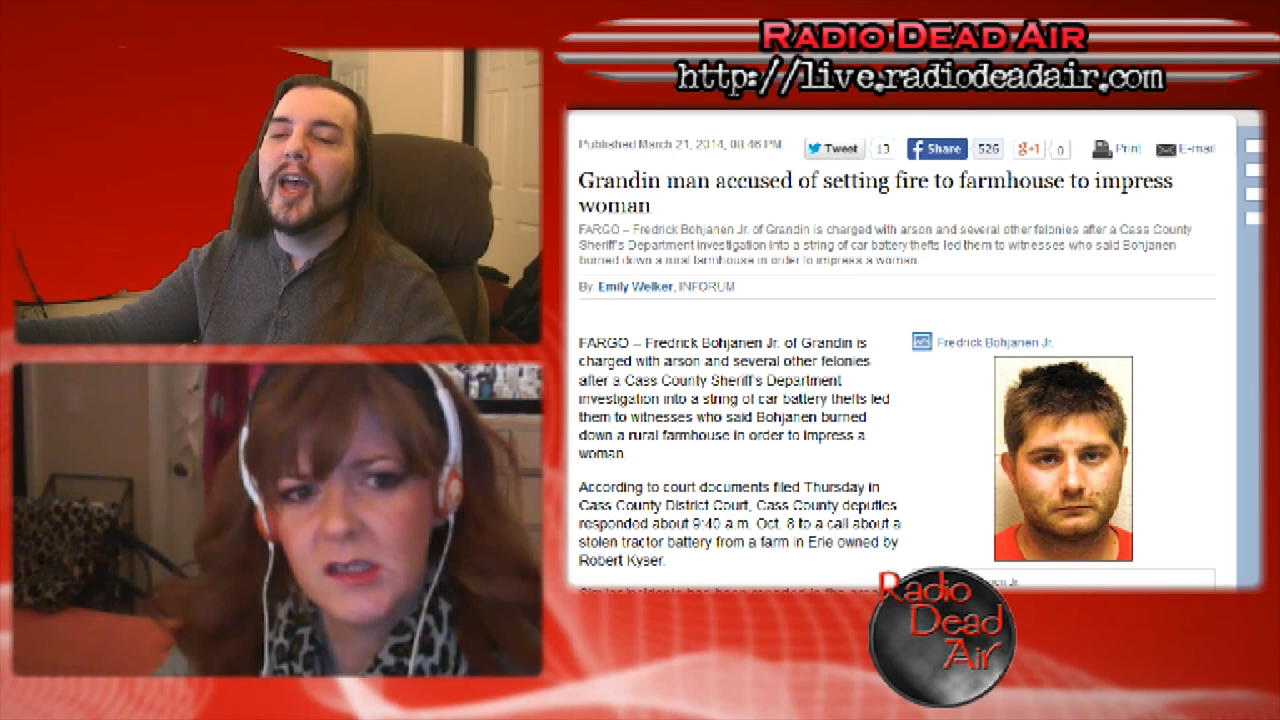 RADIO DEAD AIR
http://live.radiodeadair.com
Published March 21, 2014, 08:46 PM
Tweet 13 Share 526 +1 0 Print E-mail
Grandin man accused of setting fire to farmhouse to impress
woman
FARGO – Fredrick Bohjanen Jr. of Grandin is charged with arson and several other felonies after a Cass County
Sheriff's Department investigation into a string of car battery thefts led them to witnesses who said Bohjanen
burned down a rural farmhouse in order to impress a woman.
By: Emily Welker, INFORUM
FARGO – Fredrick Bohjanen Jr. of Grandin is
charged with arson and several other felonies
after a Cass County Sheriff's Department
investigation into a string of car battery thefts led
them to witnesses who said Bohjanen burned
down a rural farmhouse in order to impress a
woman.
According to court documents filed Thursday in
Cass County District Court, Cass County deputies
responded about 9:40 a.m. Oct. 8 to a call about a
stolen tractor battery from a farm in Erie owned by
Robert Kyser.
Fredrick Bohjanen Jr.
Jr.
Radio
Dead
Air